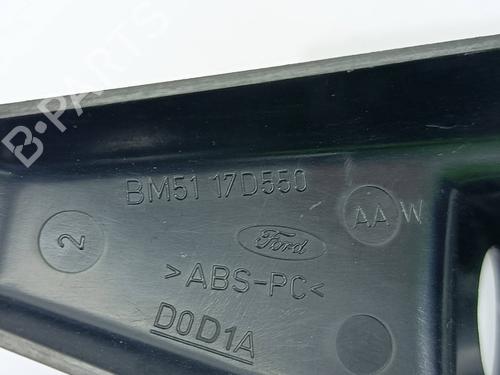 B-PARTS
BM51 17D550
AA W
2
Ford
>ABS-PC<
D0D1A